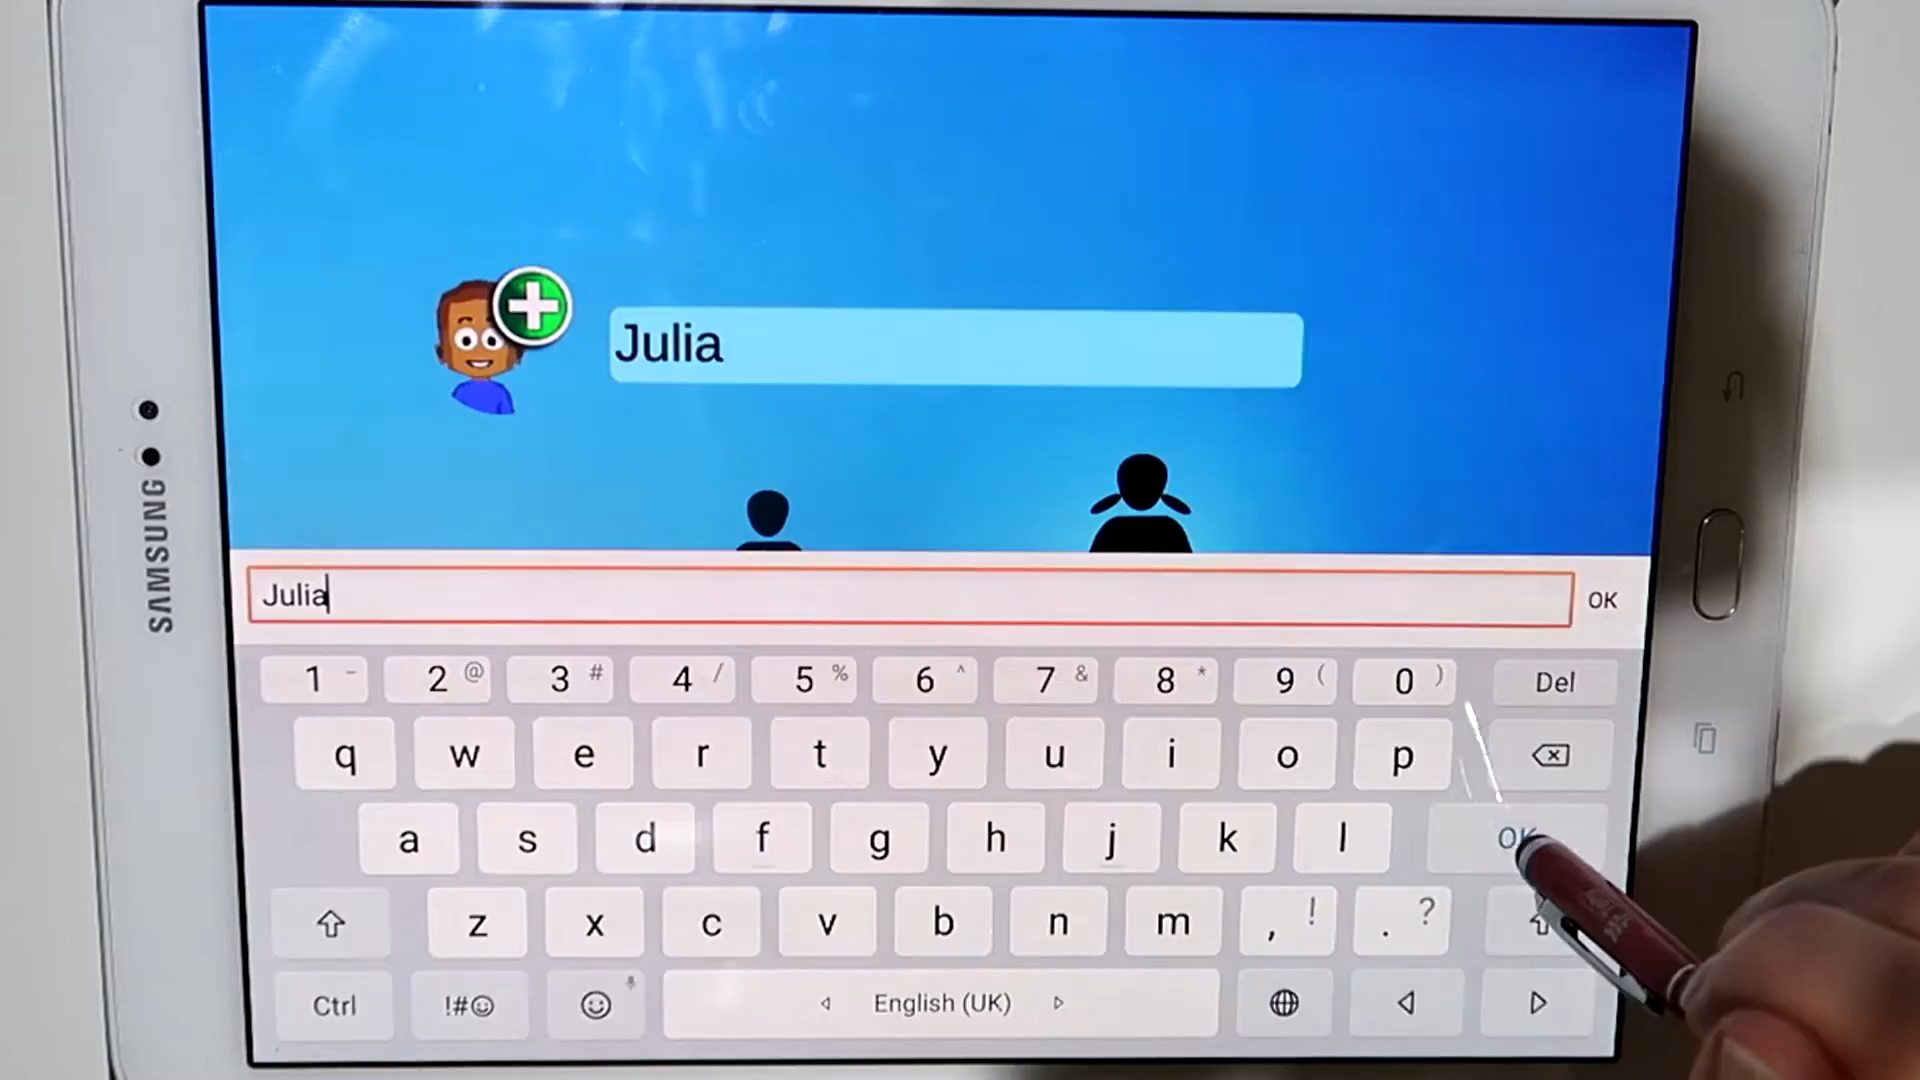 Julia
SAMSUNG
Julia OK
1 - 2 @ 3 # 4 / 5 % 6 ^ 7 & 8 * 9 ( 0 ) Del
q w e r t y u i o p
a s d f g h j k l OK
z x c v b n m , ! . ?
Ctrl !#☺ English (UK)